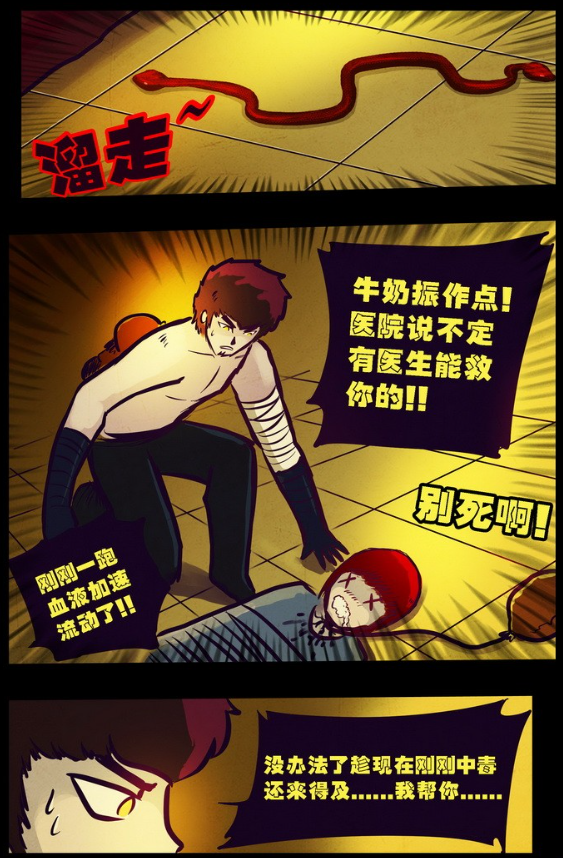 溜走~
牛奶振作点!
医院说不定
有医生能救
你的!!
别死啊!
刚刚一跑
血液加速
流动了!!
没办法了趁现在刚刚中毒
还来得及......我帮你......